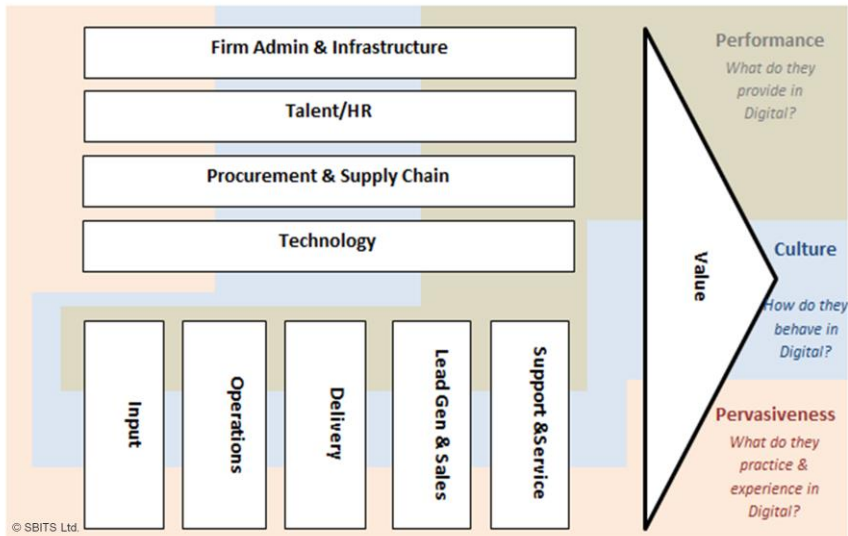 Firm Admin & Infrastructure
Talent/HR
Procurement & Supply Chain
Technology
Input
Operations
Delivery
Lead Gen & Sales
Support &Service
Value
Performance
What do they
provide in
Digital?
Culture
How do they
behave in
Digital?
Pervasiveness
What do they
practice &
experience in
Digital?
© SBITS Ltd.